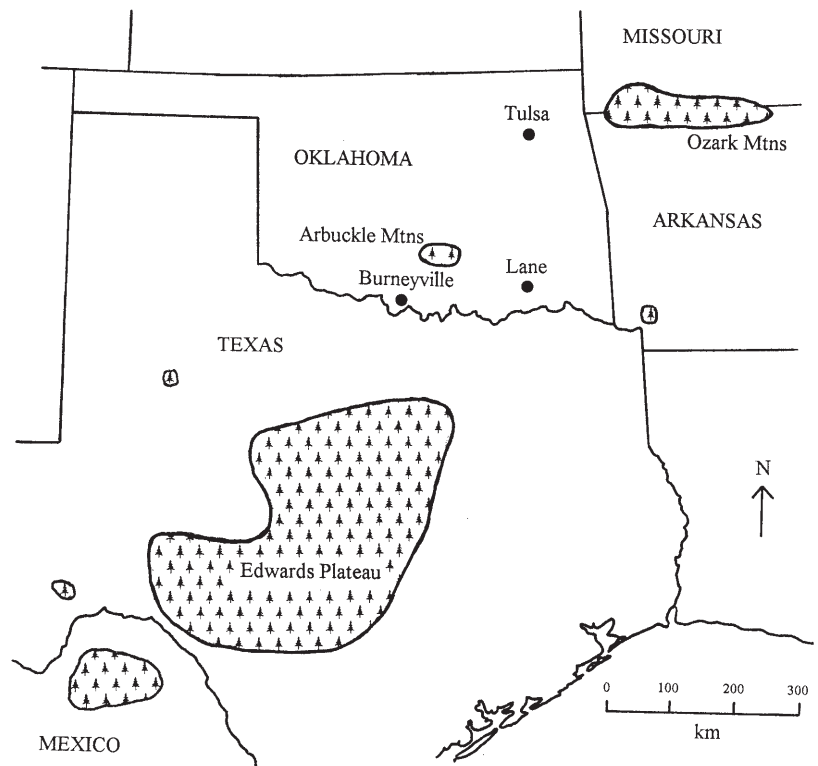 MISSOURI
Tulsa
Ozark Mtns
OKLAHOMA
ARKANSAS
Arbuckle Mtns
Lane
Burneyville
TEXAS
N
Edwards Plateau
0 100 200 300
km
MEXICO